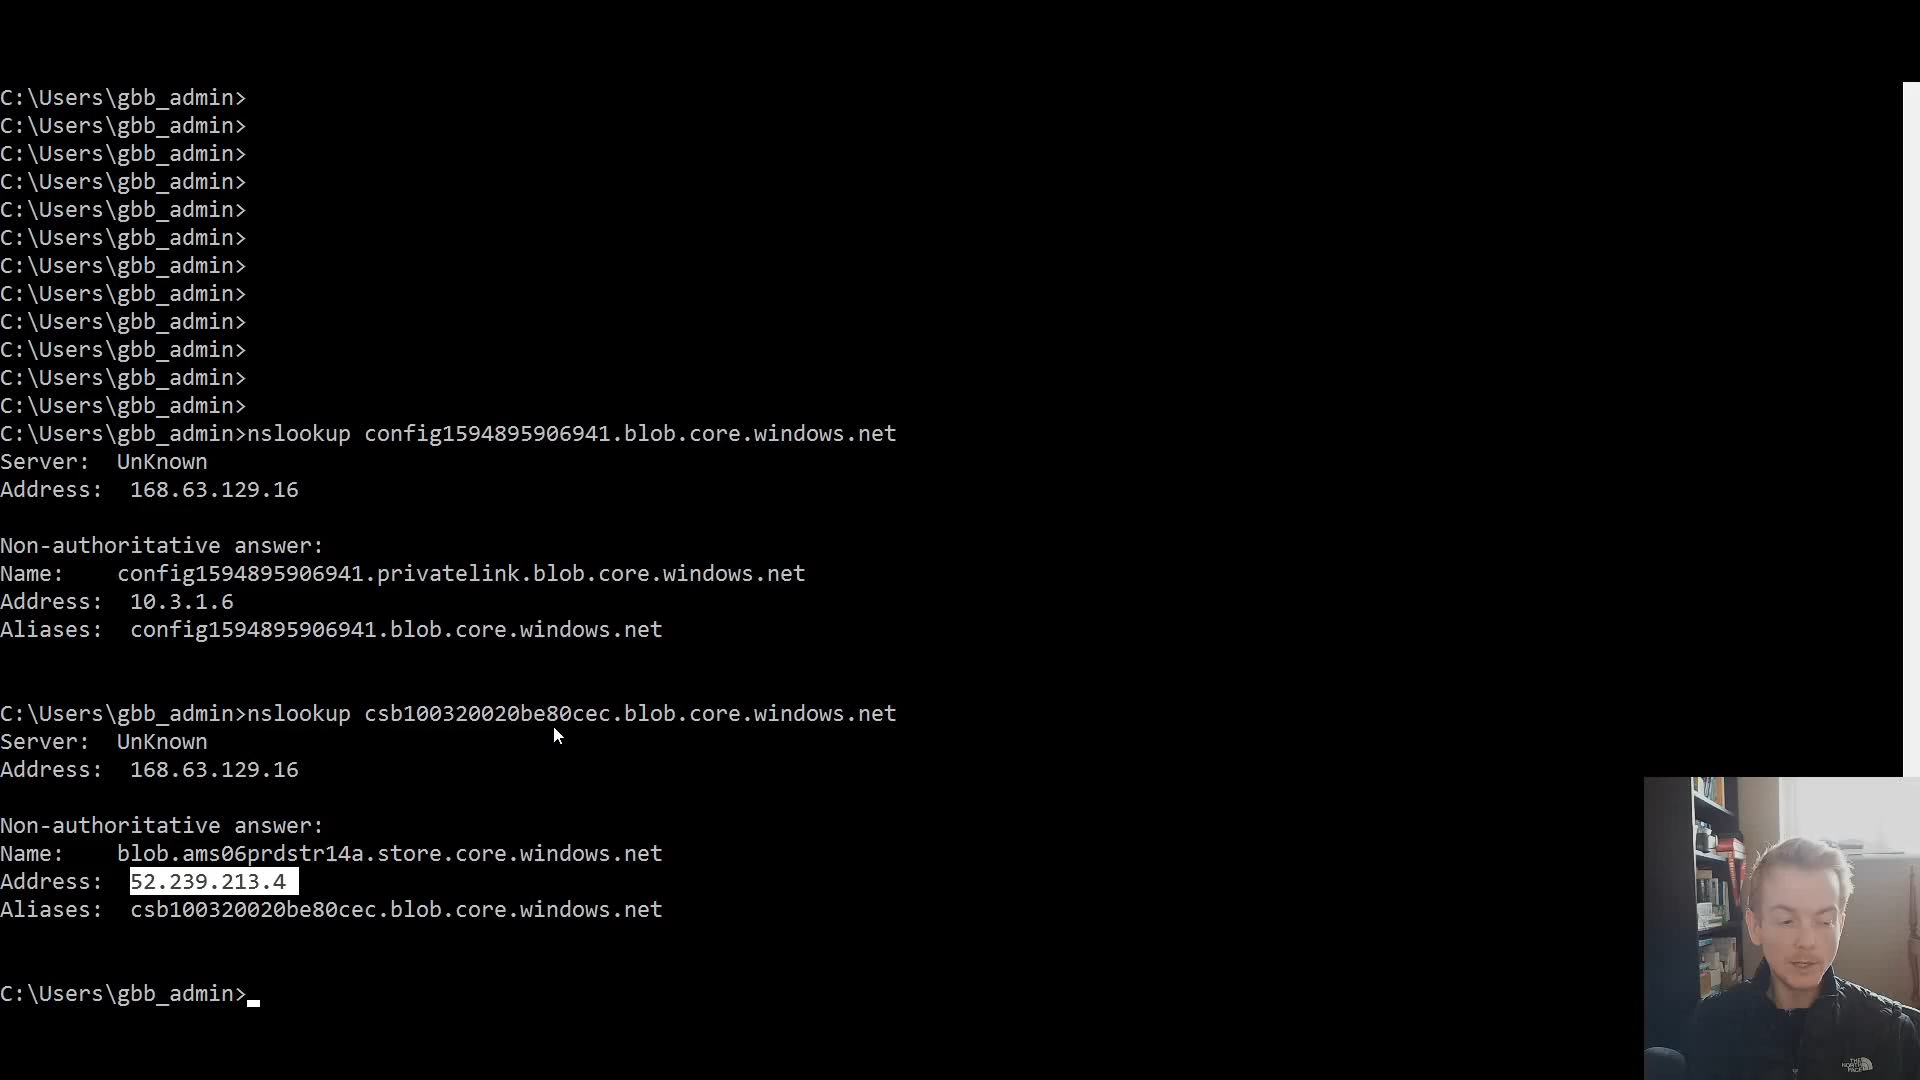 C:\Users\gbb_admin>
C:\Users\gbb_admin>
C:\Users\gbb_admin>
C:\Users\gbb_admin>
C:\Users\gbb_admin>
C:\Users\gbb_admin>
C:\Users\gbb_admin>
C:\Users\gbb_admin>
C:\Users\gbb_admin>
C:\Users\gbb_admin>
C:\Users\gbb_admin>
C:\Users\gbb_admin>
C:\Users\gbb_admin>nslookup config1594895906941.blob.core.windows.net
Server:  UnKnown
Address:  168.63.129.16
Non-authoritative answer:
Name:    config1594895906941.privatelink.blob.core.windows.net
Address:  10.3.1.6
Aliases:  config1594895906941.blob.core.windows.net
C:\Users\gbb_admin>nslookup csb100320020be80cec.blob.core.windows.net
Server:  UnKnown
Address:  168.63.129.16
Non-authoritative answer:
Name:    blob.ams06prdstr14a.store.core.windows.net
Address:  52.239.213.4
Aliases:  csb100320020be80cec.blob.core.windows.net
C:\Users\gbb_admin>
THE
NORTH
FACE